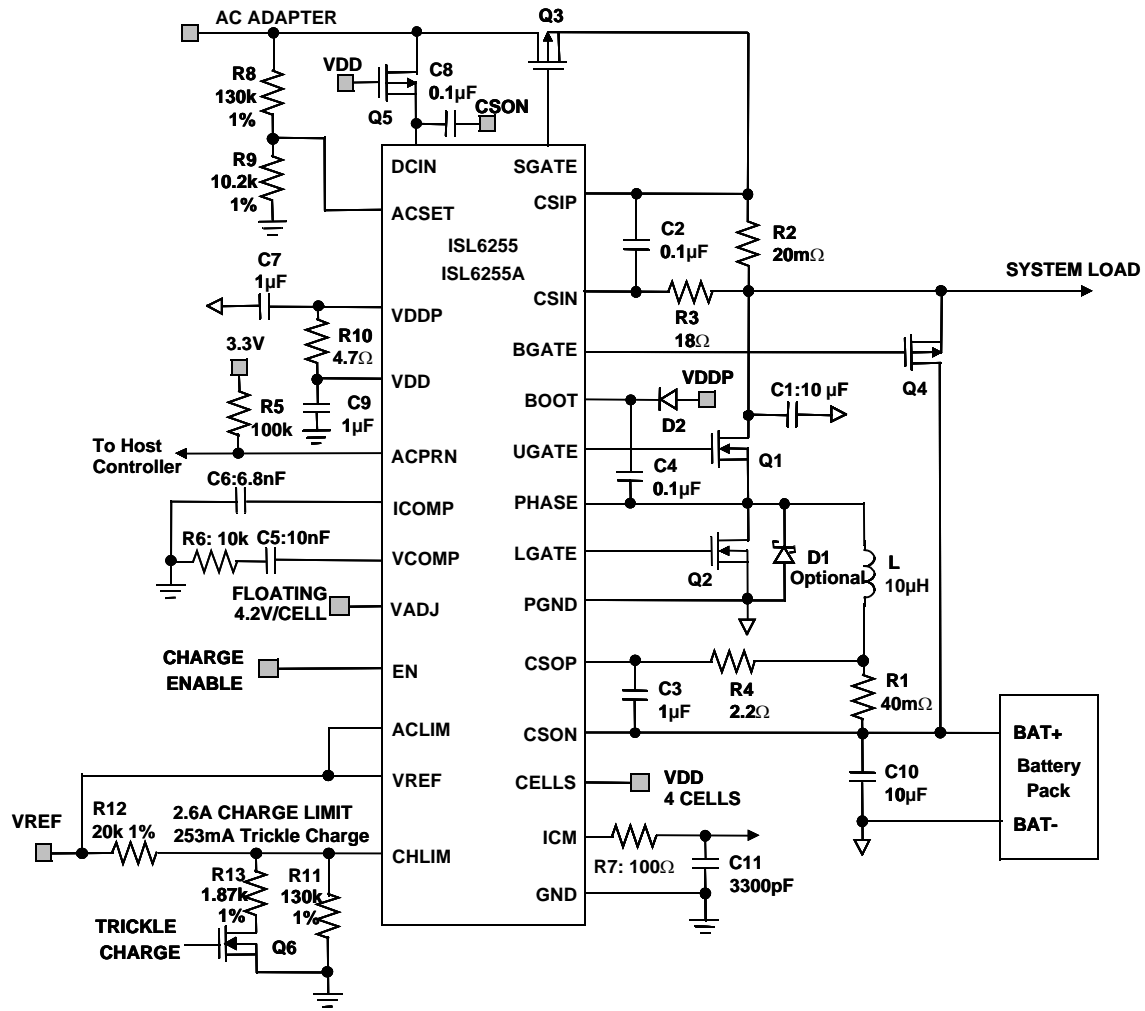 AC ADAPTER
Q3
R8
130k
1%
VDD
Q5
C8
0.1µF
CSON
R9
10.2k
1%
DCIN
SGATE
ACSET
CSIP
ISL6255
ISL6255A
C2
0.1µF
R2
20mΩ
C7
1µF
CSIN
R3
18Ω
SYSTEM LOAD
VDDP
R10
4.7Ω
BGATE
Q4
3.3V
VDD
R5
100k
C9
1µF
BOOT
VDDP
D2
C1:10 µF
To Host
Controller
ACPRN
UGATE
Q1
C4
0.1µF
C6:6.8nF
ICOMP
PHASE
R6: 10k
C5:10nF
VCOMP
LGATE
Q2
D1
Optional
L
10µH
FLOATING
4.2V/CELL
VADJ
PGND
CHARGE
ENABLE
EN
CSOP
C3
1µF
R4
2.2Ω
R1
40mΩ
ACLIM
CSON
BAT+
Battery
Pack
BAT-
VREF
CELLS
VDD
4 CELLS
C10
10µF
VREF
R12
20k 1%
2.6A CHARGE LIMIT
253mA Trickle Charge
CHLIM
ICM
R7: 100Ω
C11
3300pF
R13
1.87k
1%
R11
130k
1%
GND
TRICKLE
CHARGE
Q6